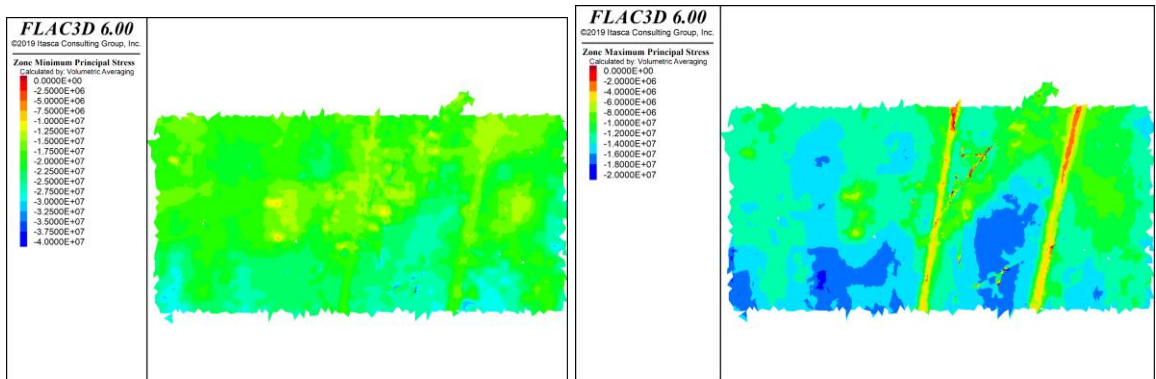 FLAC3D 6.00
©2019 Itasca Consulting Group, Inc.
Zone Minimum Principal Stress
Calculated by: Volumetric Averaging
0.0000E+00
-2.5000E+06
-5.0000E+06
-7.5000E+06
-1.0000E+07
-1.2500E+07
-1.5000E+07
-1.7500E+07
-2.0000E+07
-2.2500E+07
-2.5000E+07
-2.7500E+07
-3.0000E+07
-3.2500E+07
-3.5000E+07
-3.7500E+07
-4.0000E+07
FLAC3D 6.00
©2019 Itasca Consulting Group, Inc.
Zone Maximum Principal Stress
Calculated by: Volumetric Averaging
0.0000E+00
-2.0000E+06
-4.0000E+06
-6.0000E+06
-8.0000E+06
-1.0000E+07
-1.2000E+07
-1.4000E+07
-1.6000E+07
-1.8000E+07
-2.0000E+07